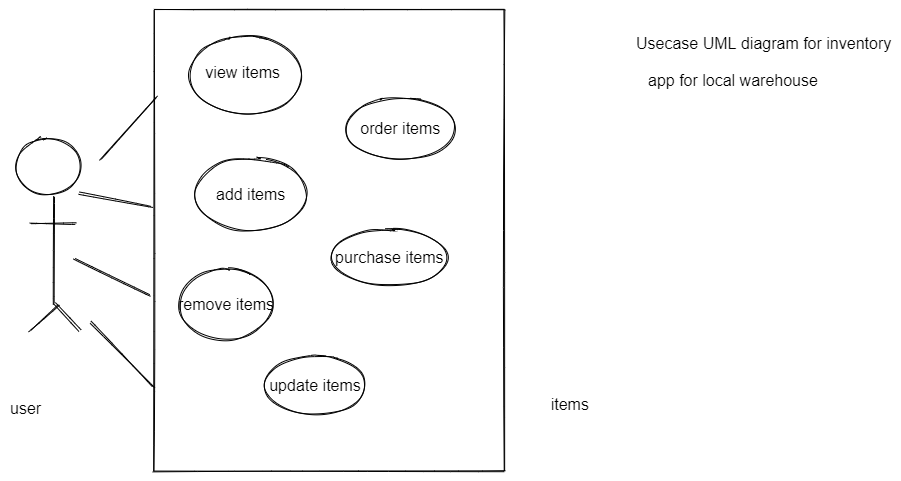 Usecase UML diagram for inventory
app for local warehouse
view items
order items
add items
purchase items
remove items
update items
user
items